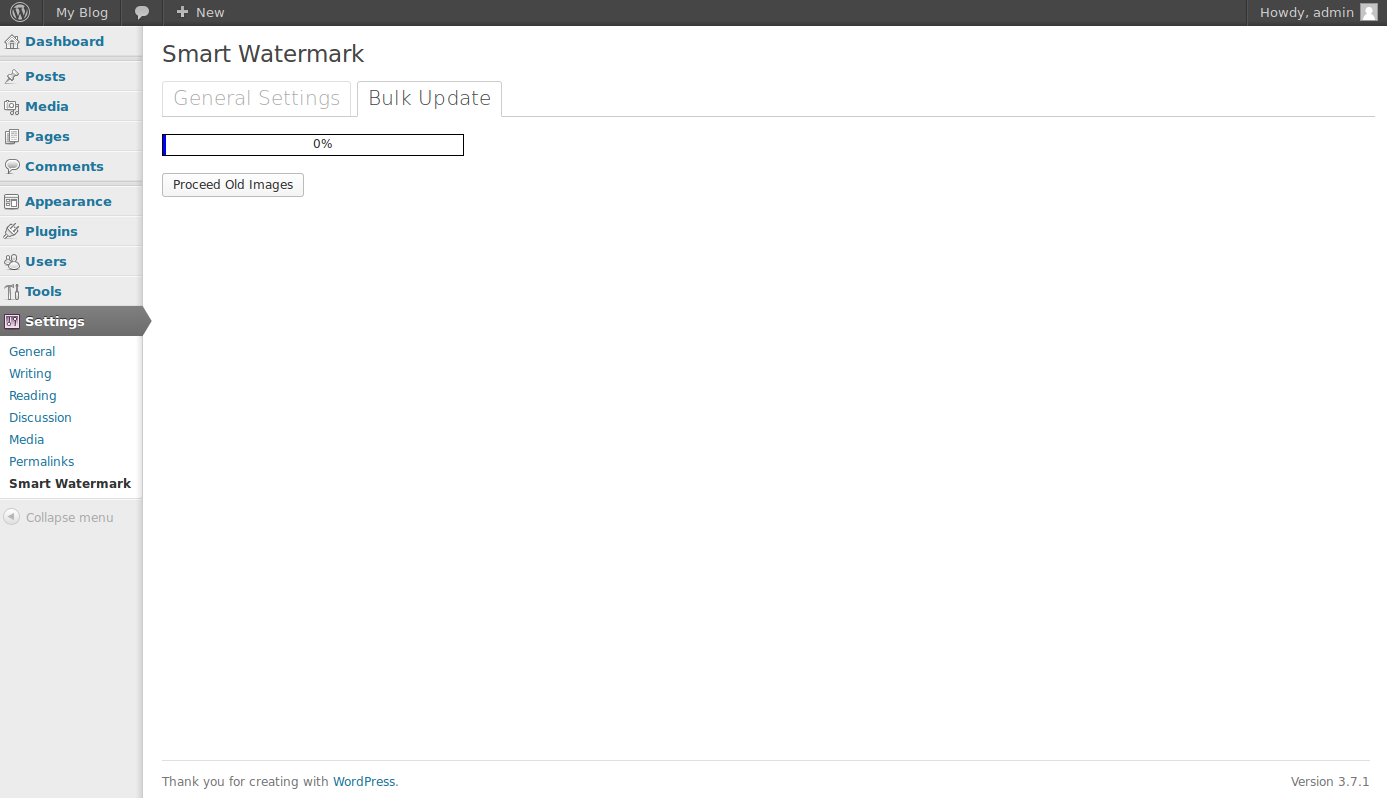 My Blog
New
Howdy, admin
Dashboard
Posts
Media
Pages
Comments
Appearance
Plugins
Users
Tools
Settings
General
Writing
Reading
Discussion
Media
Permalinks
Smart Watermark
Collapse menu
Smart Watermark
General Settings
Bulk Update
0%
Proceed Old Images
Thank you for creating with WordPress.
Version 3.7.1